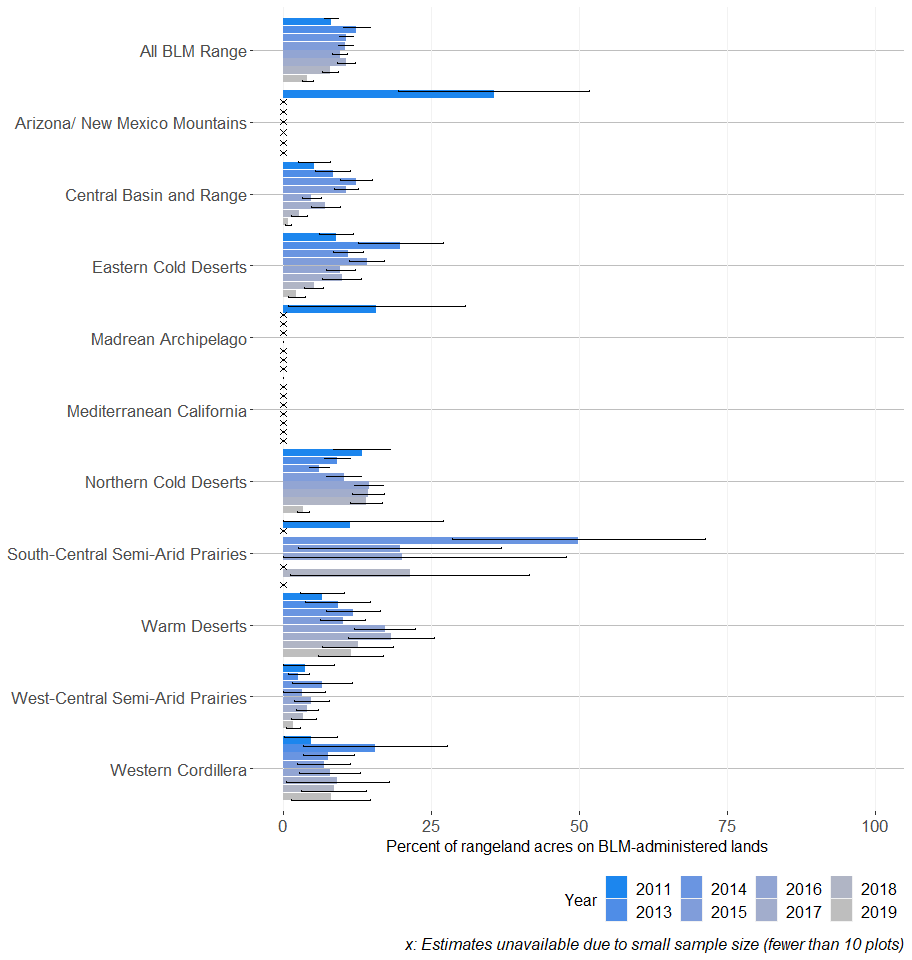 All BLM Range
Arizona/ New Mexico Mountains
Central Basin and Range
Eastern Cold Deserts
Madrean Archipelago
Mediterranean California
Northern Cold Deserts
South-Central Semi-Arid Prairies
Warm Deserts
West-Central Semi-Arid Prairies
Western Cordillera
0 25 50 75 100
Percent of rangeland acres on BLM-administered lands
Year 2011 2014 2016 2018
2013 2015 2017 2019
x: Estimates unavailable due to small sample size (fewer than 10 plots)